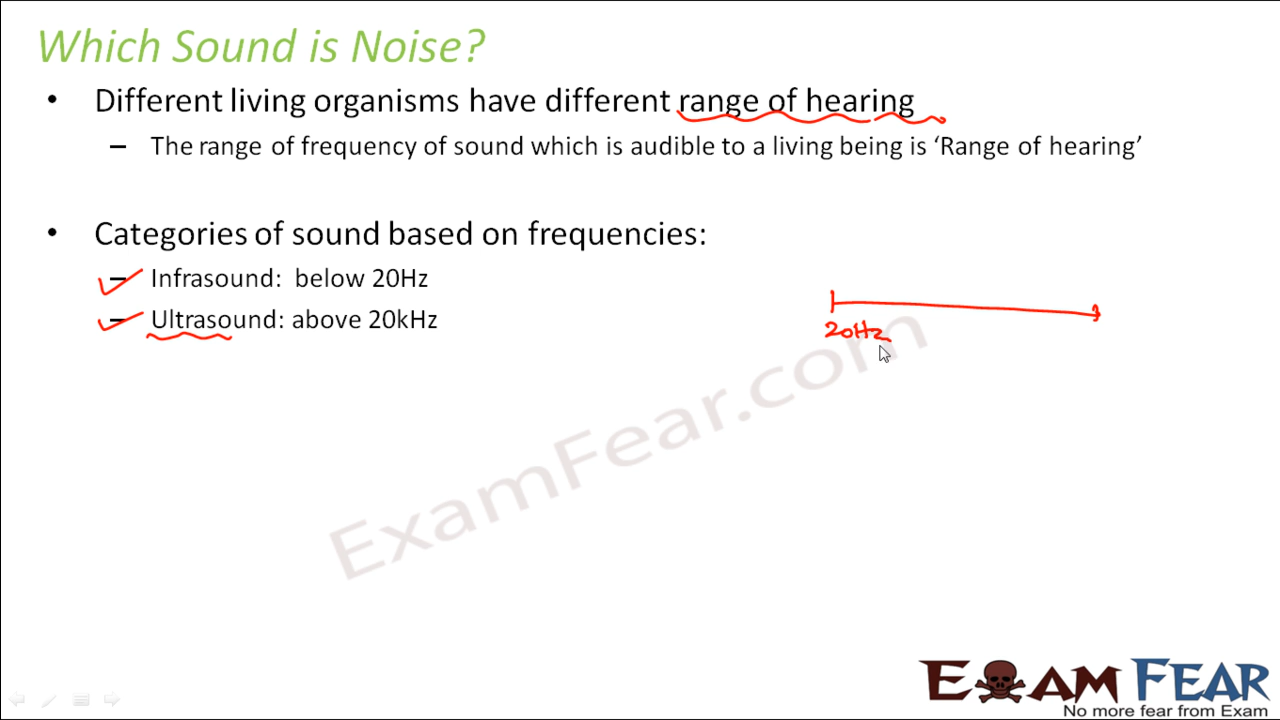 Which Sound is Noise?
• Different living organisms have different range of hearing
– The range of frequency of sound which is audible to a living being is ‘Range of hearing’
• Categories of sound based on frequencies:
– Infrasound: below 20Hz
– Ultrasound: above 20kHz
20Hz
ExamFear.com
EXAM FEAR
No more fear from Exam